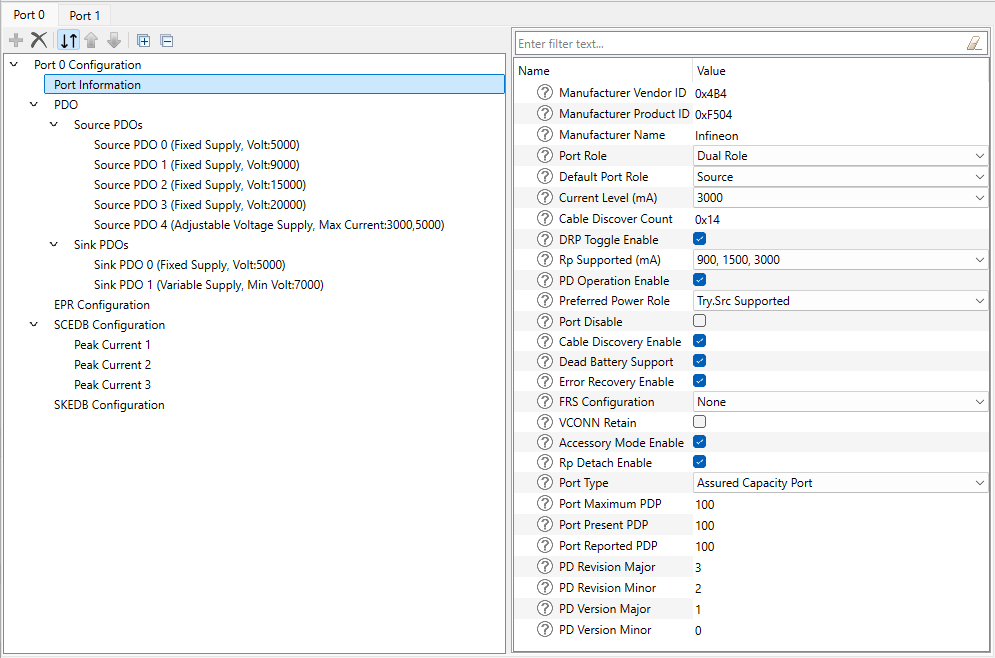 Port 0 Port 1
Port 0 Configuration
Port Information
PDO
Source PDOs
Source PDO 0 (Fixed Supply, Volt:5000)
Source PDO 1 (Fixed Supply, Volt:9000)
Source PDO 2 (Fixed Supply, Volt:15000)
Source PDO 3 (Fixed Supply, Volt:20000)
Source PDO 4 (Adjustable Voltage Supply, Max Current:3000,5000)
Sink PDOs
Sink PDO 0 (Fixed Supply, Volt:5000)
Sink PDO 1 (Variable Supply, Min Volt:7000)
EPR Configuration
SCEDB Configuration
Peak Current 1
Peak Current 2
Peak Current 3
SKEDB Configuration
Enter filter text...
Name Value
Manufacturer Vendor ID 0x4B4
Manufacturer Product ID 0xF504
Manufacturer Name Infineon
Port Role Dual Role
Default Port Role Source
Current Level (mA) 3000
Cable Discover Count 0x14
DRP Toggle Enable
Rp Supported (mA) 900, 1500, 3000
PD Operation Enable
Preferred Power Role Try.Src Supported
Port Disable
Cable Discovery Enable
Dead Battery Support
Error Recovery Enable
FRS Configuration None
VCONN Retain
Accessory Mode Enable
Rp Detach Enable
Port Type Assured Capacity Port
Port Maximum PDP 100
Port Present PDP 100
Port Reported PDP 100
PD Revision Major 3
PD Revision Minor 2
PD Version Major 1
PD Version Minor 0